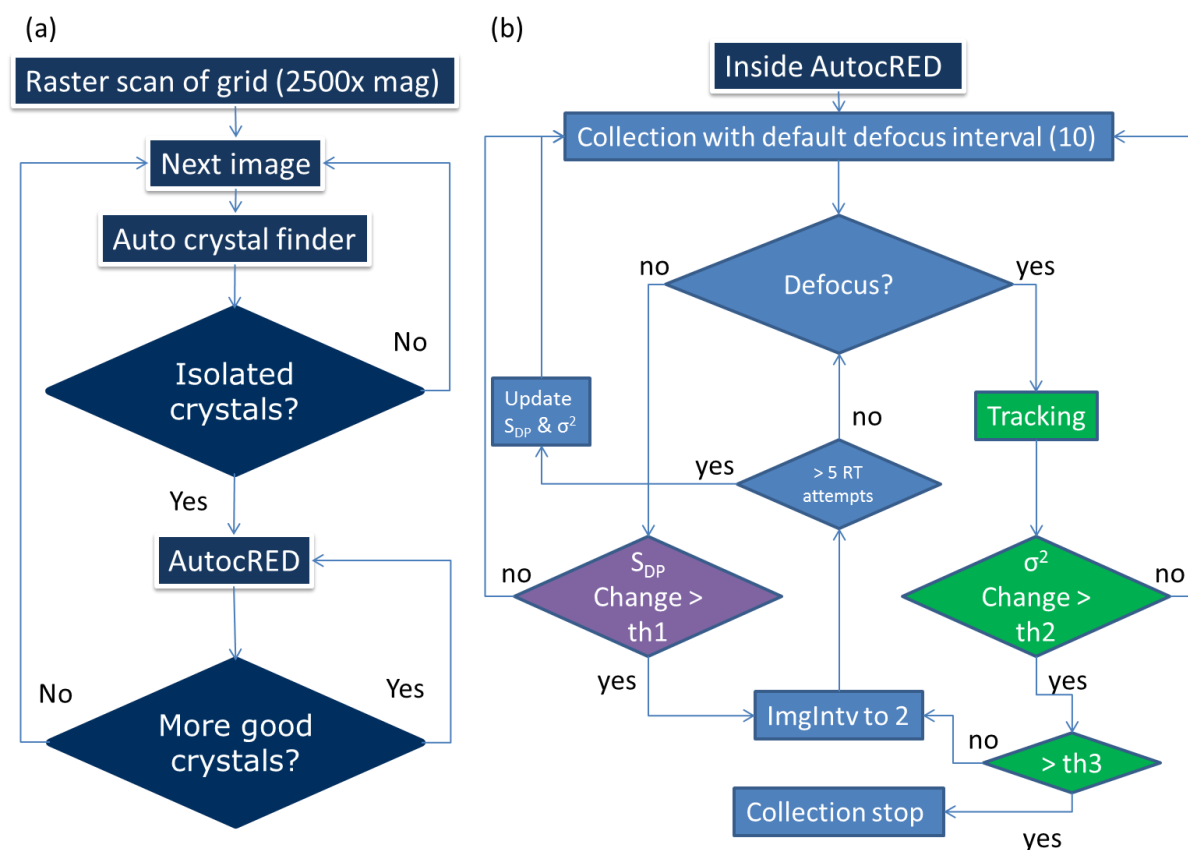 (a)
Raster scan of grid (2500x mag)
Next image
Auto crystal finder
No
Isolated
crystals?
Yes
AutocRED
No
Yes
More good
crystals?
(b)
Inside AutocRED
Collection with default defocus interval (10)
no
yes
Defocus?
Update
S_DP & σ²
Tracking
no
yes
> 5 RT
attempts
S_DP
Change >
th1
no
σ²
Change >
th2
no
yes
yes
ImgIntv to 2
no
> th3
Collection stop
yes